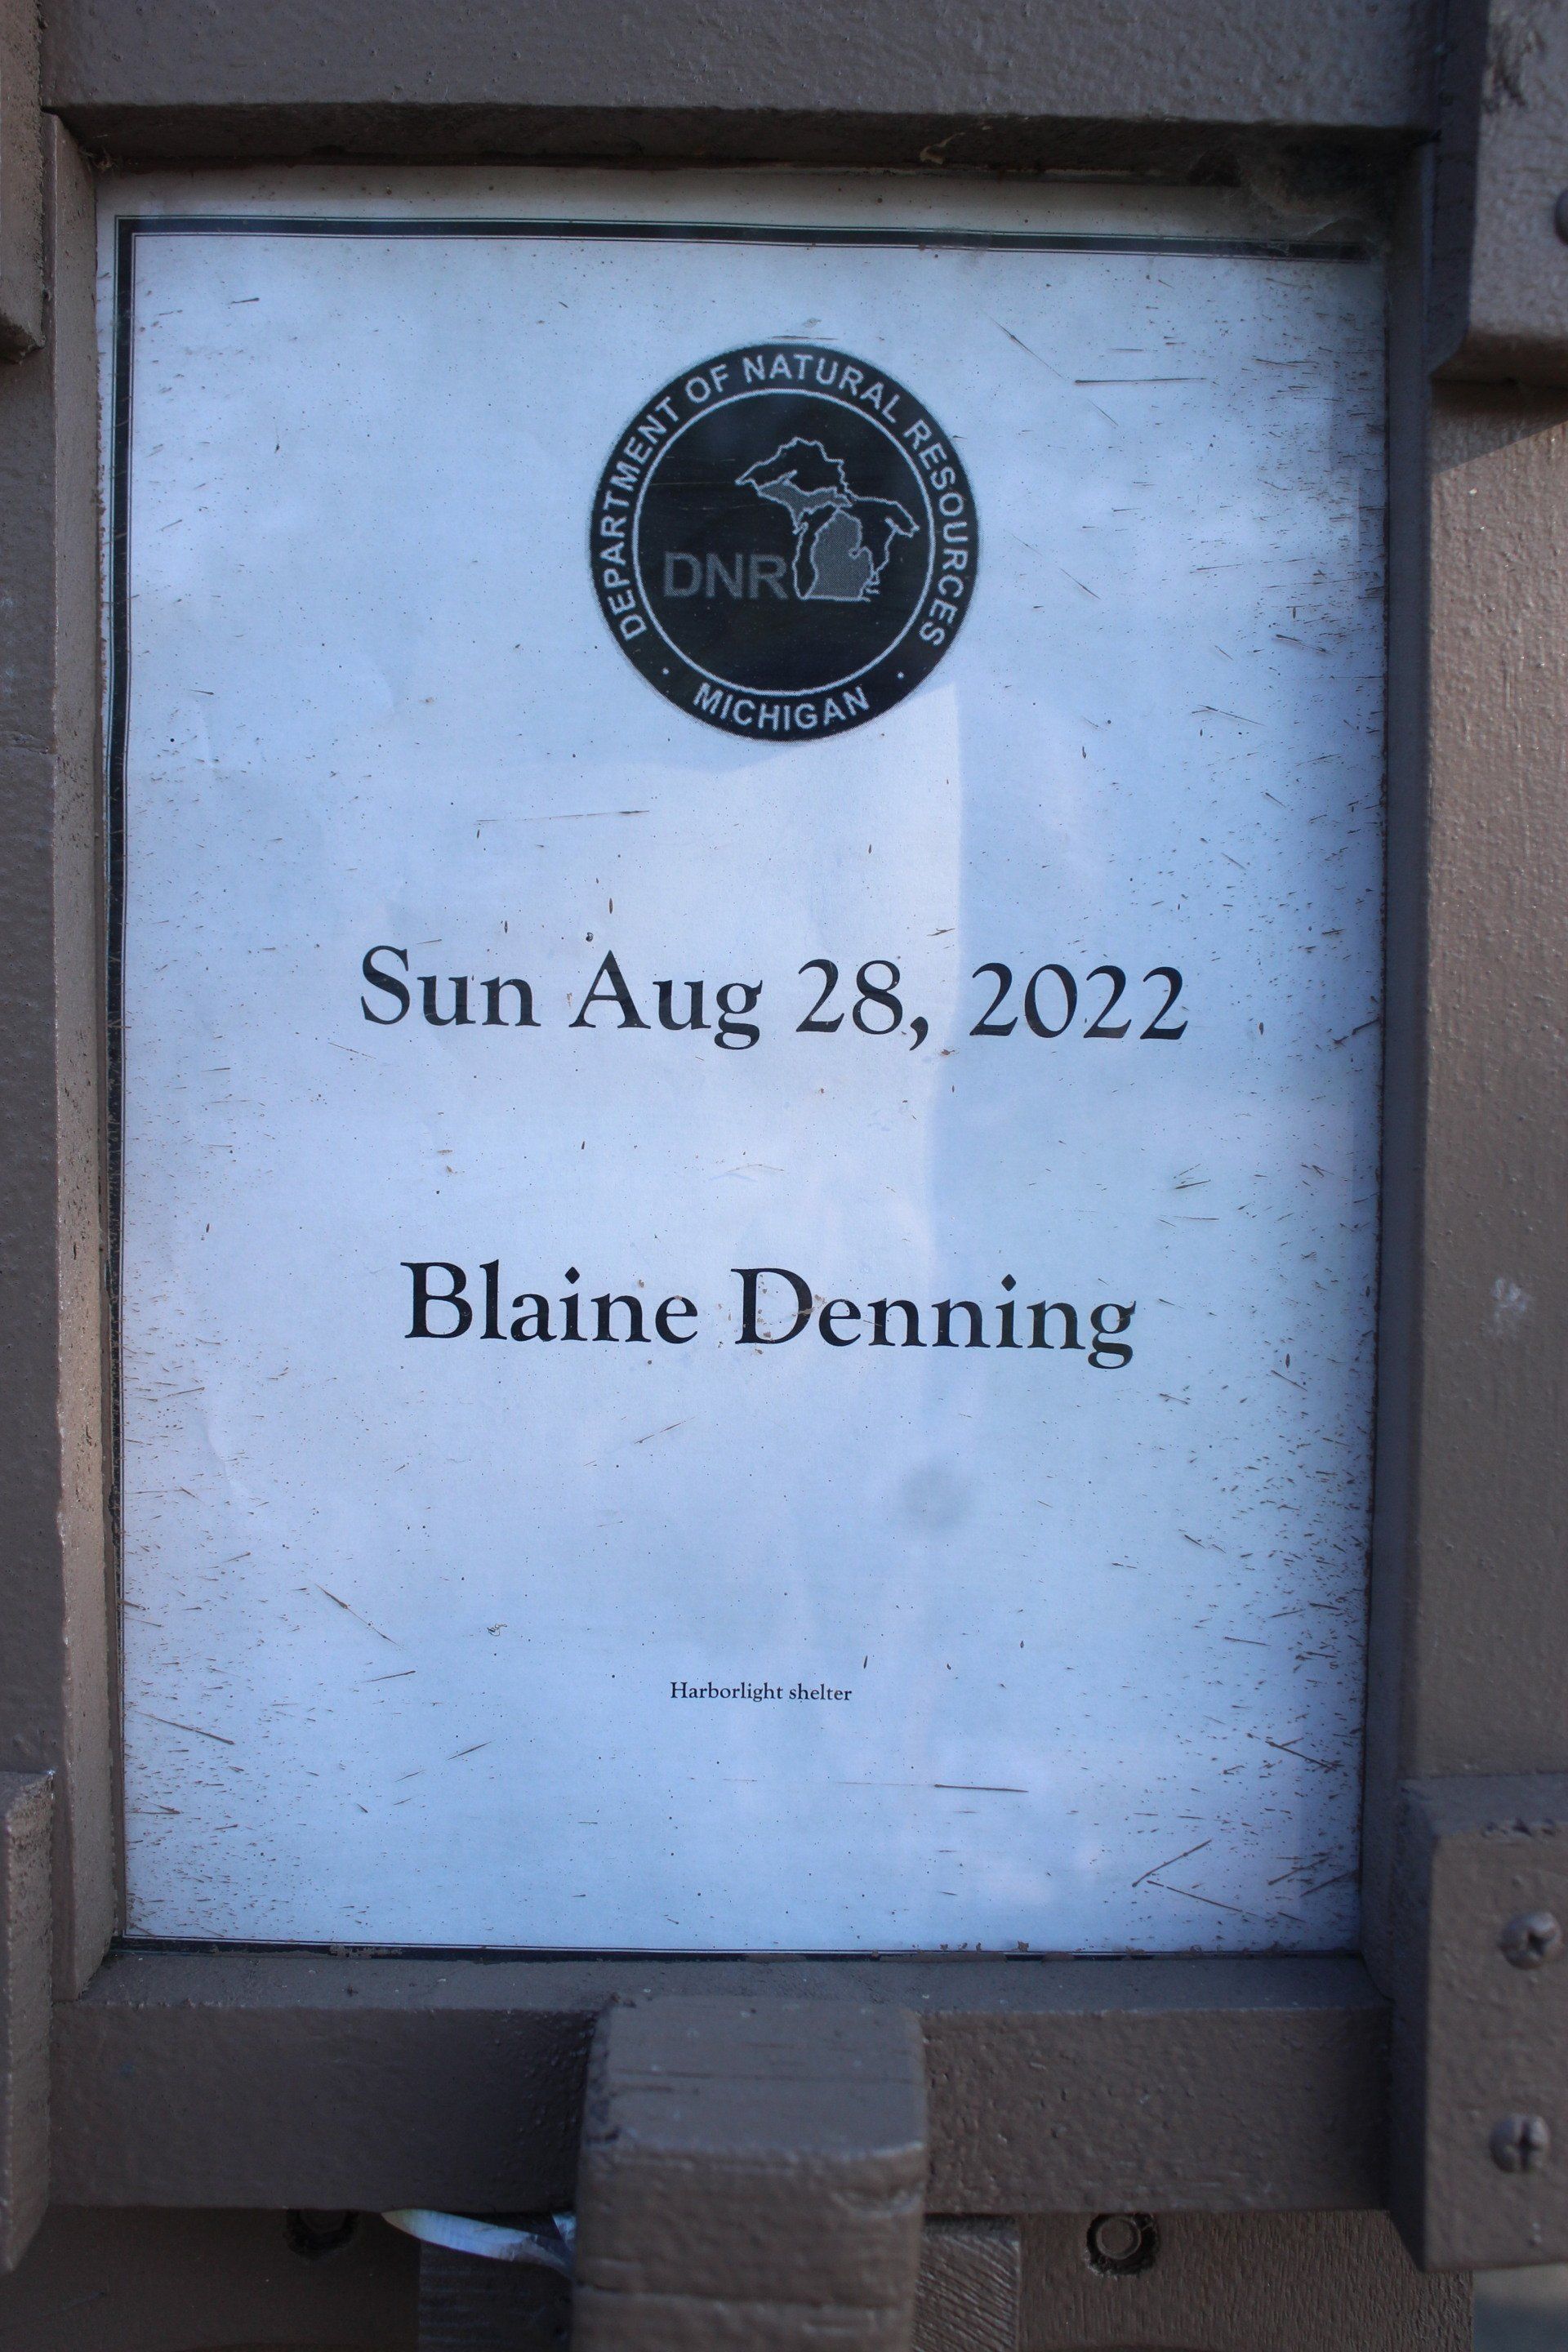 DEPARTMENT OF NATURAL RESOURCES
DNR
· MICHIGAN ·
Sun Aug 28, 2022
Blaine Denning
Harborlight shelter